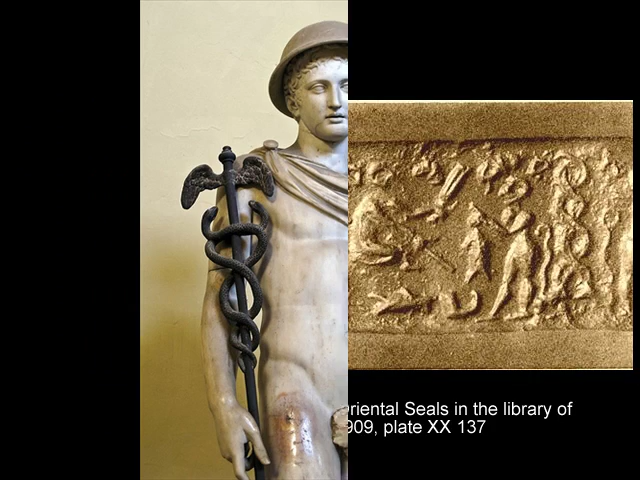 riental Seals in the library of
909, plate XX 137